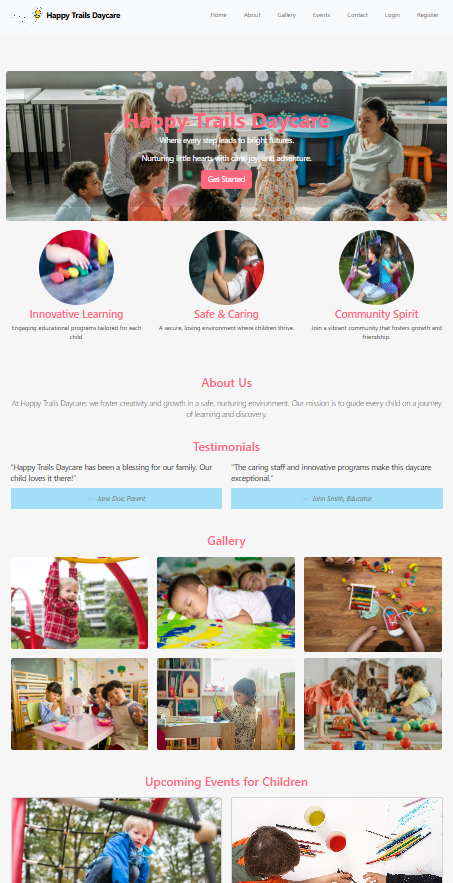 Happy Trails Daycare
Home About Gallery Events Contact Login Register
Happy Trails Daycare
Where every step leads to bright futures.
Nurturing little hearts with care, joy, and adventure.
Get Started
Innovative Learning
Engaging educational programs tailored for each
child.
Safe & Caring
A secure, loving environment where children thrive.
Community Spirit
Join a vibrant community that fosters growth and
friendship.
About Us
At Happy Trails Daycare, we foster creativity and growth in a safe, nurturing environment. Our mission is to guide every child on a journey
of learning and discovery.
Testimonials
"Happy Trails Daycare has been a blessing for our family. Our
child loves it there!"
— Jane Doe, Parent
"The caring staff and innovative programs make this daycare
exceptional."
— John Smith, Educator
Gallery
Upcoming Events for Children